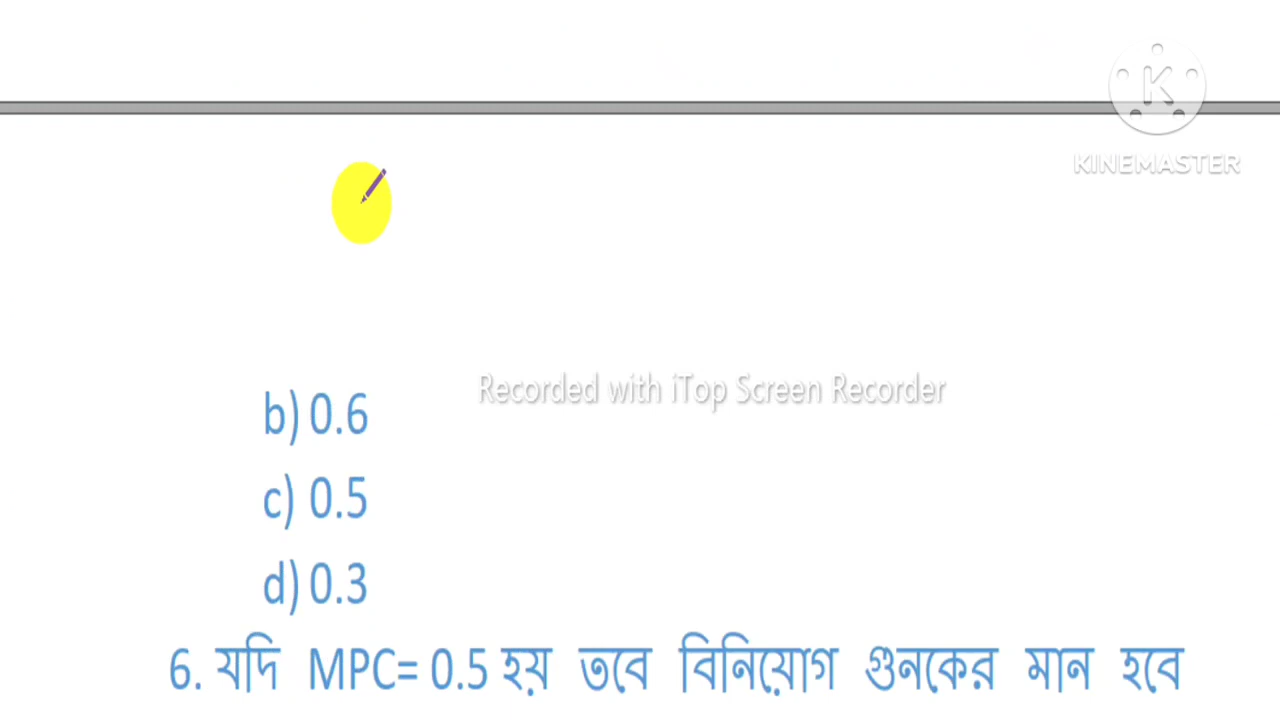 KINEMASTER
Recorded with iTop Screen Recorder
b) 0.6
c) 0.5
d) 0.3
6. যদি MPC= 0.5 হয় তবে বিনিয়োগ গুনকের মান হবে